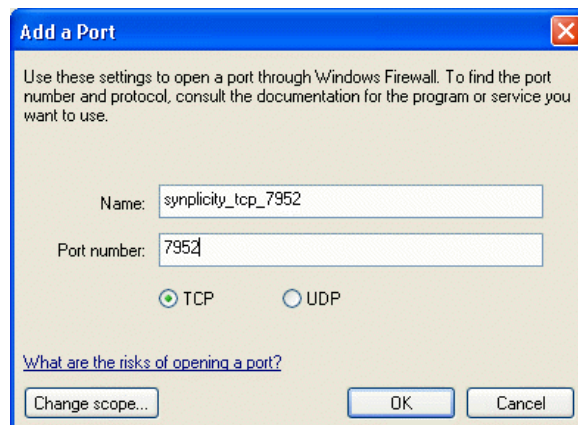 Add a Port
Use these settings to open a port through Windows Firewall. To find the port
number and protocol, consult the documentation for the program or service you
want to use.
Name: synplicity_tcp_7952
Port number: 7952
TCP UDP
What are the risks of opening a port?
Change scope... OK Cancel